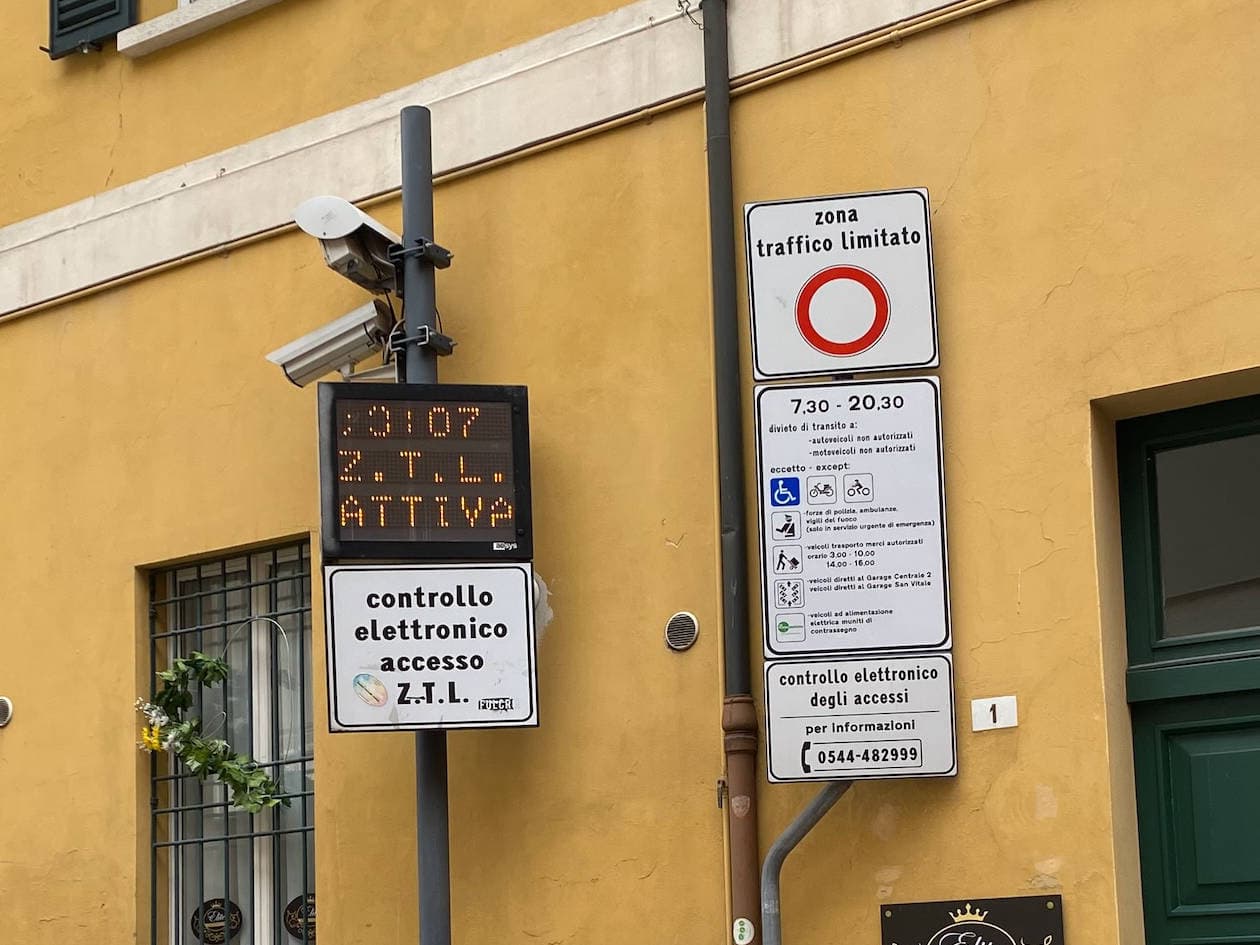 :0:07
Z.T.L.
ATTIVA
aesys
controllo
elettronico
accesso
Z.T.L.
zona
traffico limitato
7,30 - 20,30
divieto di transito a:
-autoveicoli non autorizzati
-motoveicoli non autorizzati
eccetto - except:
-forze di polizia, ambulanze,
vigili del fuoco
(solo in servizio urgente di emergenza)
-veicoli trasporto merci autorizzati
orario 3,00 - 10,00
14,00 - 16,00
-veicoli diretti al Garage Centrale 2
veicoli diretti al Garage San Vitale
-veicoli ad alimentazione
elettrica muniti di
contrassegno
controllo elettronico
degli accessi
per informazioni
0544-482999
1